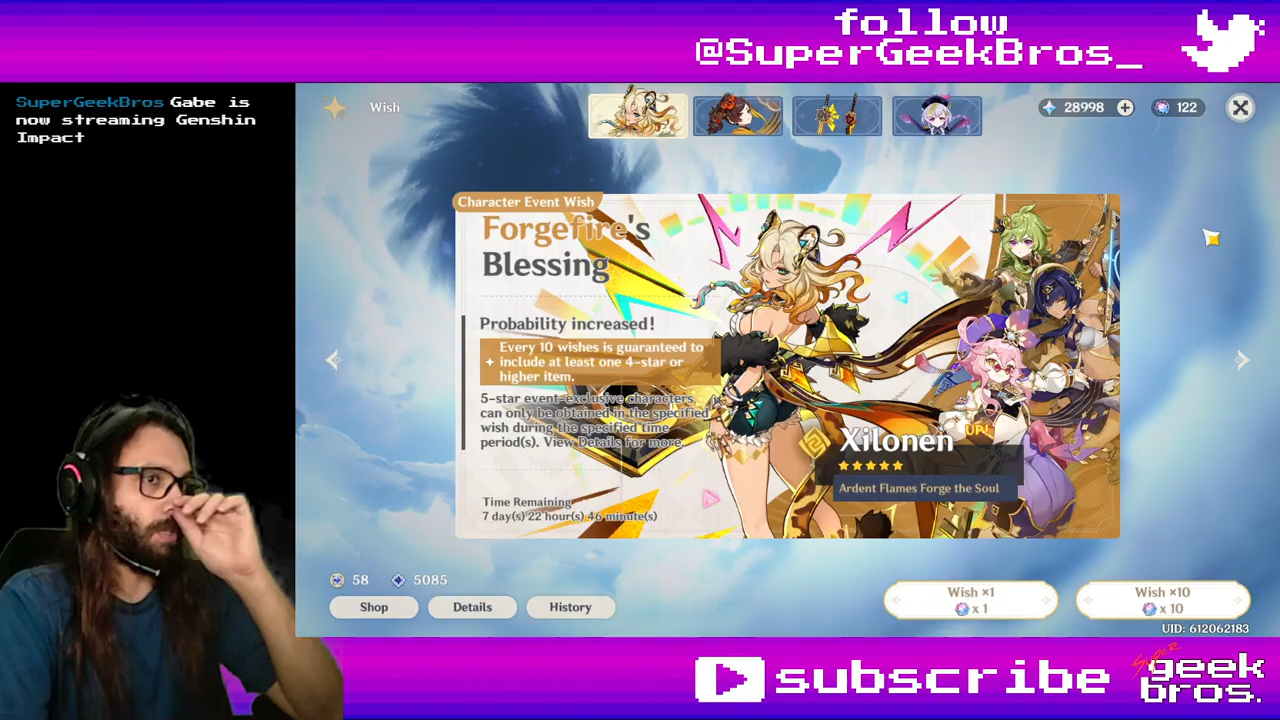 follow
@SuperGeekBros_
SuperGeekBros Gabe is
now streaming Genshin
Impact
Wish
28998
122
Character Event Wish
Forgefire's
Blessing
Probability increased!
Every 10 wishes is guaranteed to
include at least one 4-star or
higher item.
5-star event-exclusive characters
can only be obtained in the specified
wish during the specified time
period(s). View Details for more.
Xilonen
UP!
Ardent Flames Forge the Soul
Time Remaining
7 day(s) 22 hour(s) 46 minute(s)
58
5085
Shop
Details
History
Wish ×1
x 1
Wish ×10
x 10
UID: 612062183
subscribe
Super
geek
bros.